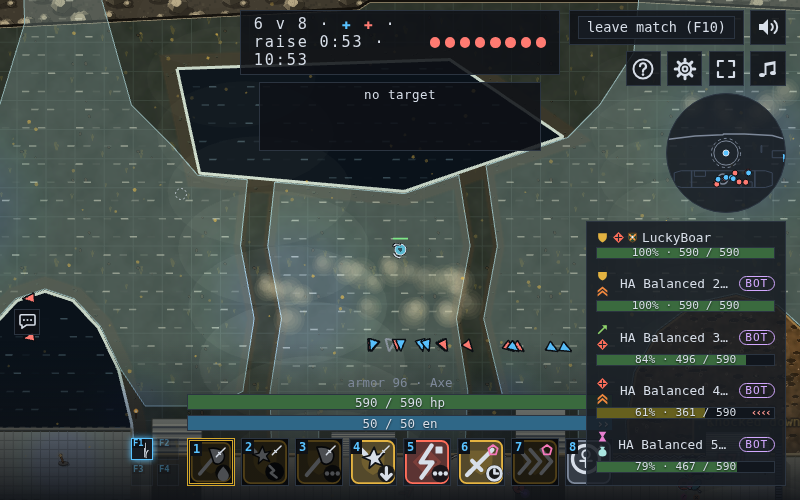 6 v 8 · + + ·
raise 0:53 ·
10:53
leave match (F10)
no target
LuckyBoar
100% · 590 / 590
HA Balanced 2… BOT
100% · 590 / 590
HA Balanced 3… BOT
84% · 496 / 590
HA Balanced 4… BOT
61% · 361 / 590
HA Balanced 5… BOT
79% · 467 / 590
armor 96 · Axe
590 / 590 hp
50 / 50 en
F1 F2
F3 F4
1 2 3 4 5 6 7 8